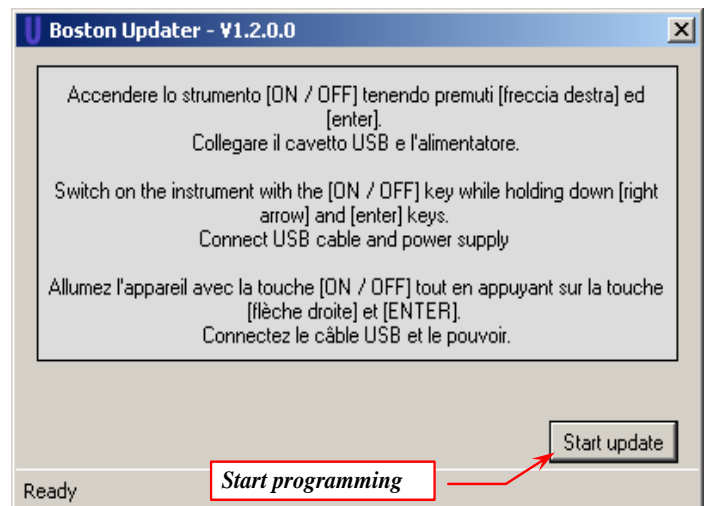 Boston Updater - V1.2.0.0
Accendere lo strumento [ON / OFF] tenendo premuti [freccia destra] ed
[enter].
Collegare il cavetto USB e l'alimentatore.
Switch on the instrument with the [ON / OFF] key while holding down [right
arrow] and [enter] keys.
Connect USB cable and power supply
Allumez l'appareil avec la touche [ON / OFF] tout en appuyant sur la touche
[flèche droite] et [ENTER].
Connectez le câble USB et le pouvoir.
Start update
Start programming
Ready